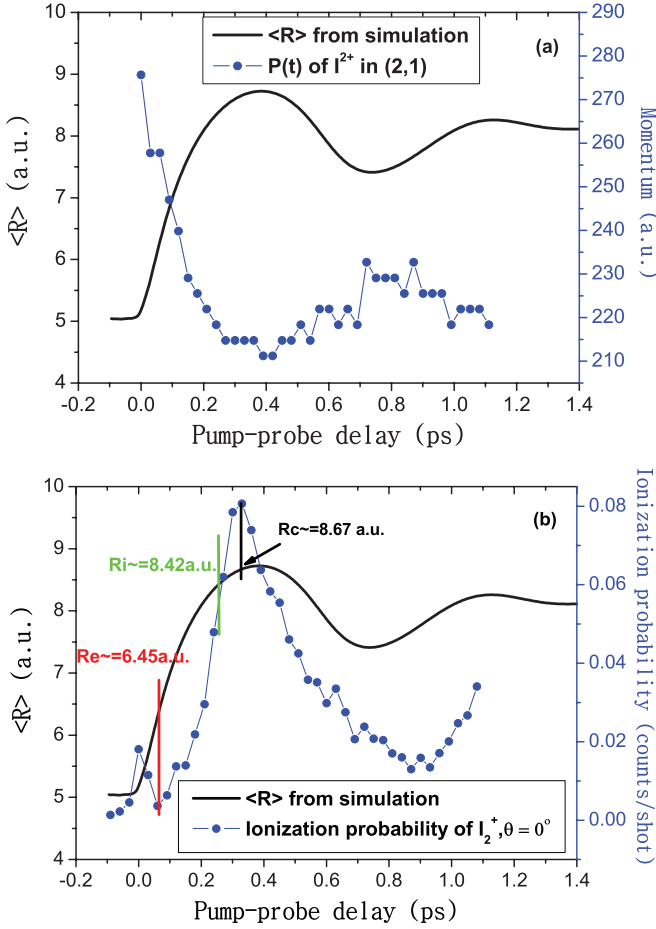 <R> from simulation
P(t) of I²⁺ in (2,1)
(a)
10
9
8
7
6
5
4
<R> (a.u.)
290
280
270
260
250
240
230
220
210
Momentum (a.u.)
-0.2 0.0 0.2 0.4 0.6 0.8 1.0 1.2 1.4
Pump-probe delay (ps)
(b)
Rc~=8.67 a.u.
Ri~=8.42a.u.
Re~=6.45a.u.
10
9
8
7
6
5
4
<R> (a.u.)
0.08
0.06
0.04
0.02
0.00
Ionization probability (counts/shot)
<R> from simulation
Ionization probability of I₂⁺,θ = 0°
-0.2 0.0 0.2 0.4 0.6 0.8 1.0 1.2 1.4
Pump-probe delay (ps)